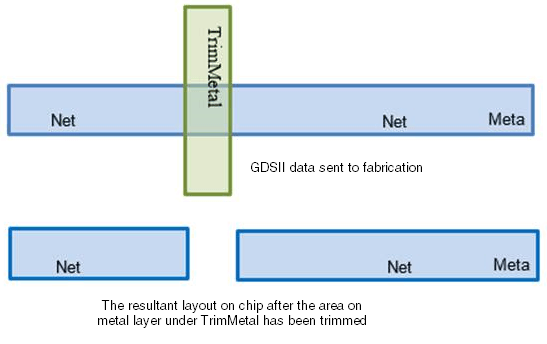 TrimMetal
Net
Net
Meta
GDSII data sent to fabrication
Net
Net
Meta
The resultant layout on chip after the area on
metal layer under TrimMetal has been trimmed